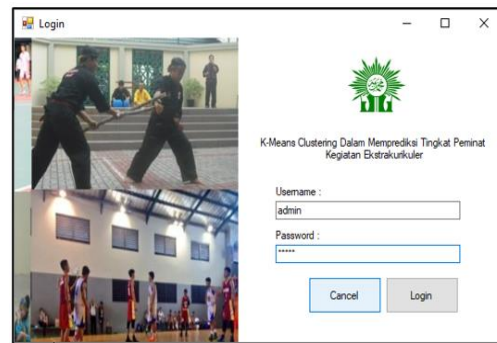 Login
K-Means Clustering Dalam Memprediksi Tingkat Peminat
Kegiatan Ekstrakurikuler
Username :
admin
Password :
*****
Cancel
Login